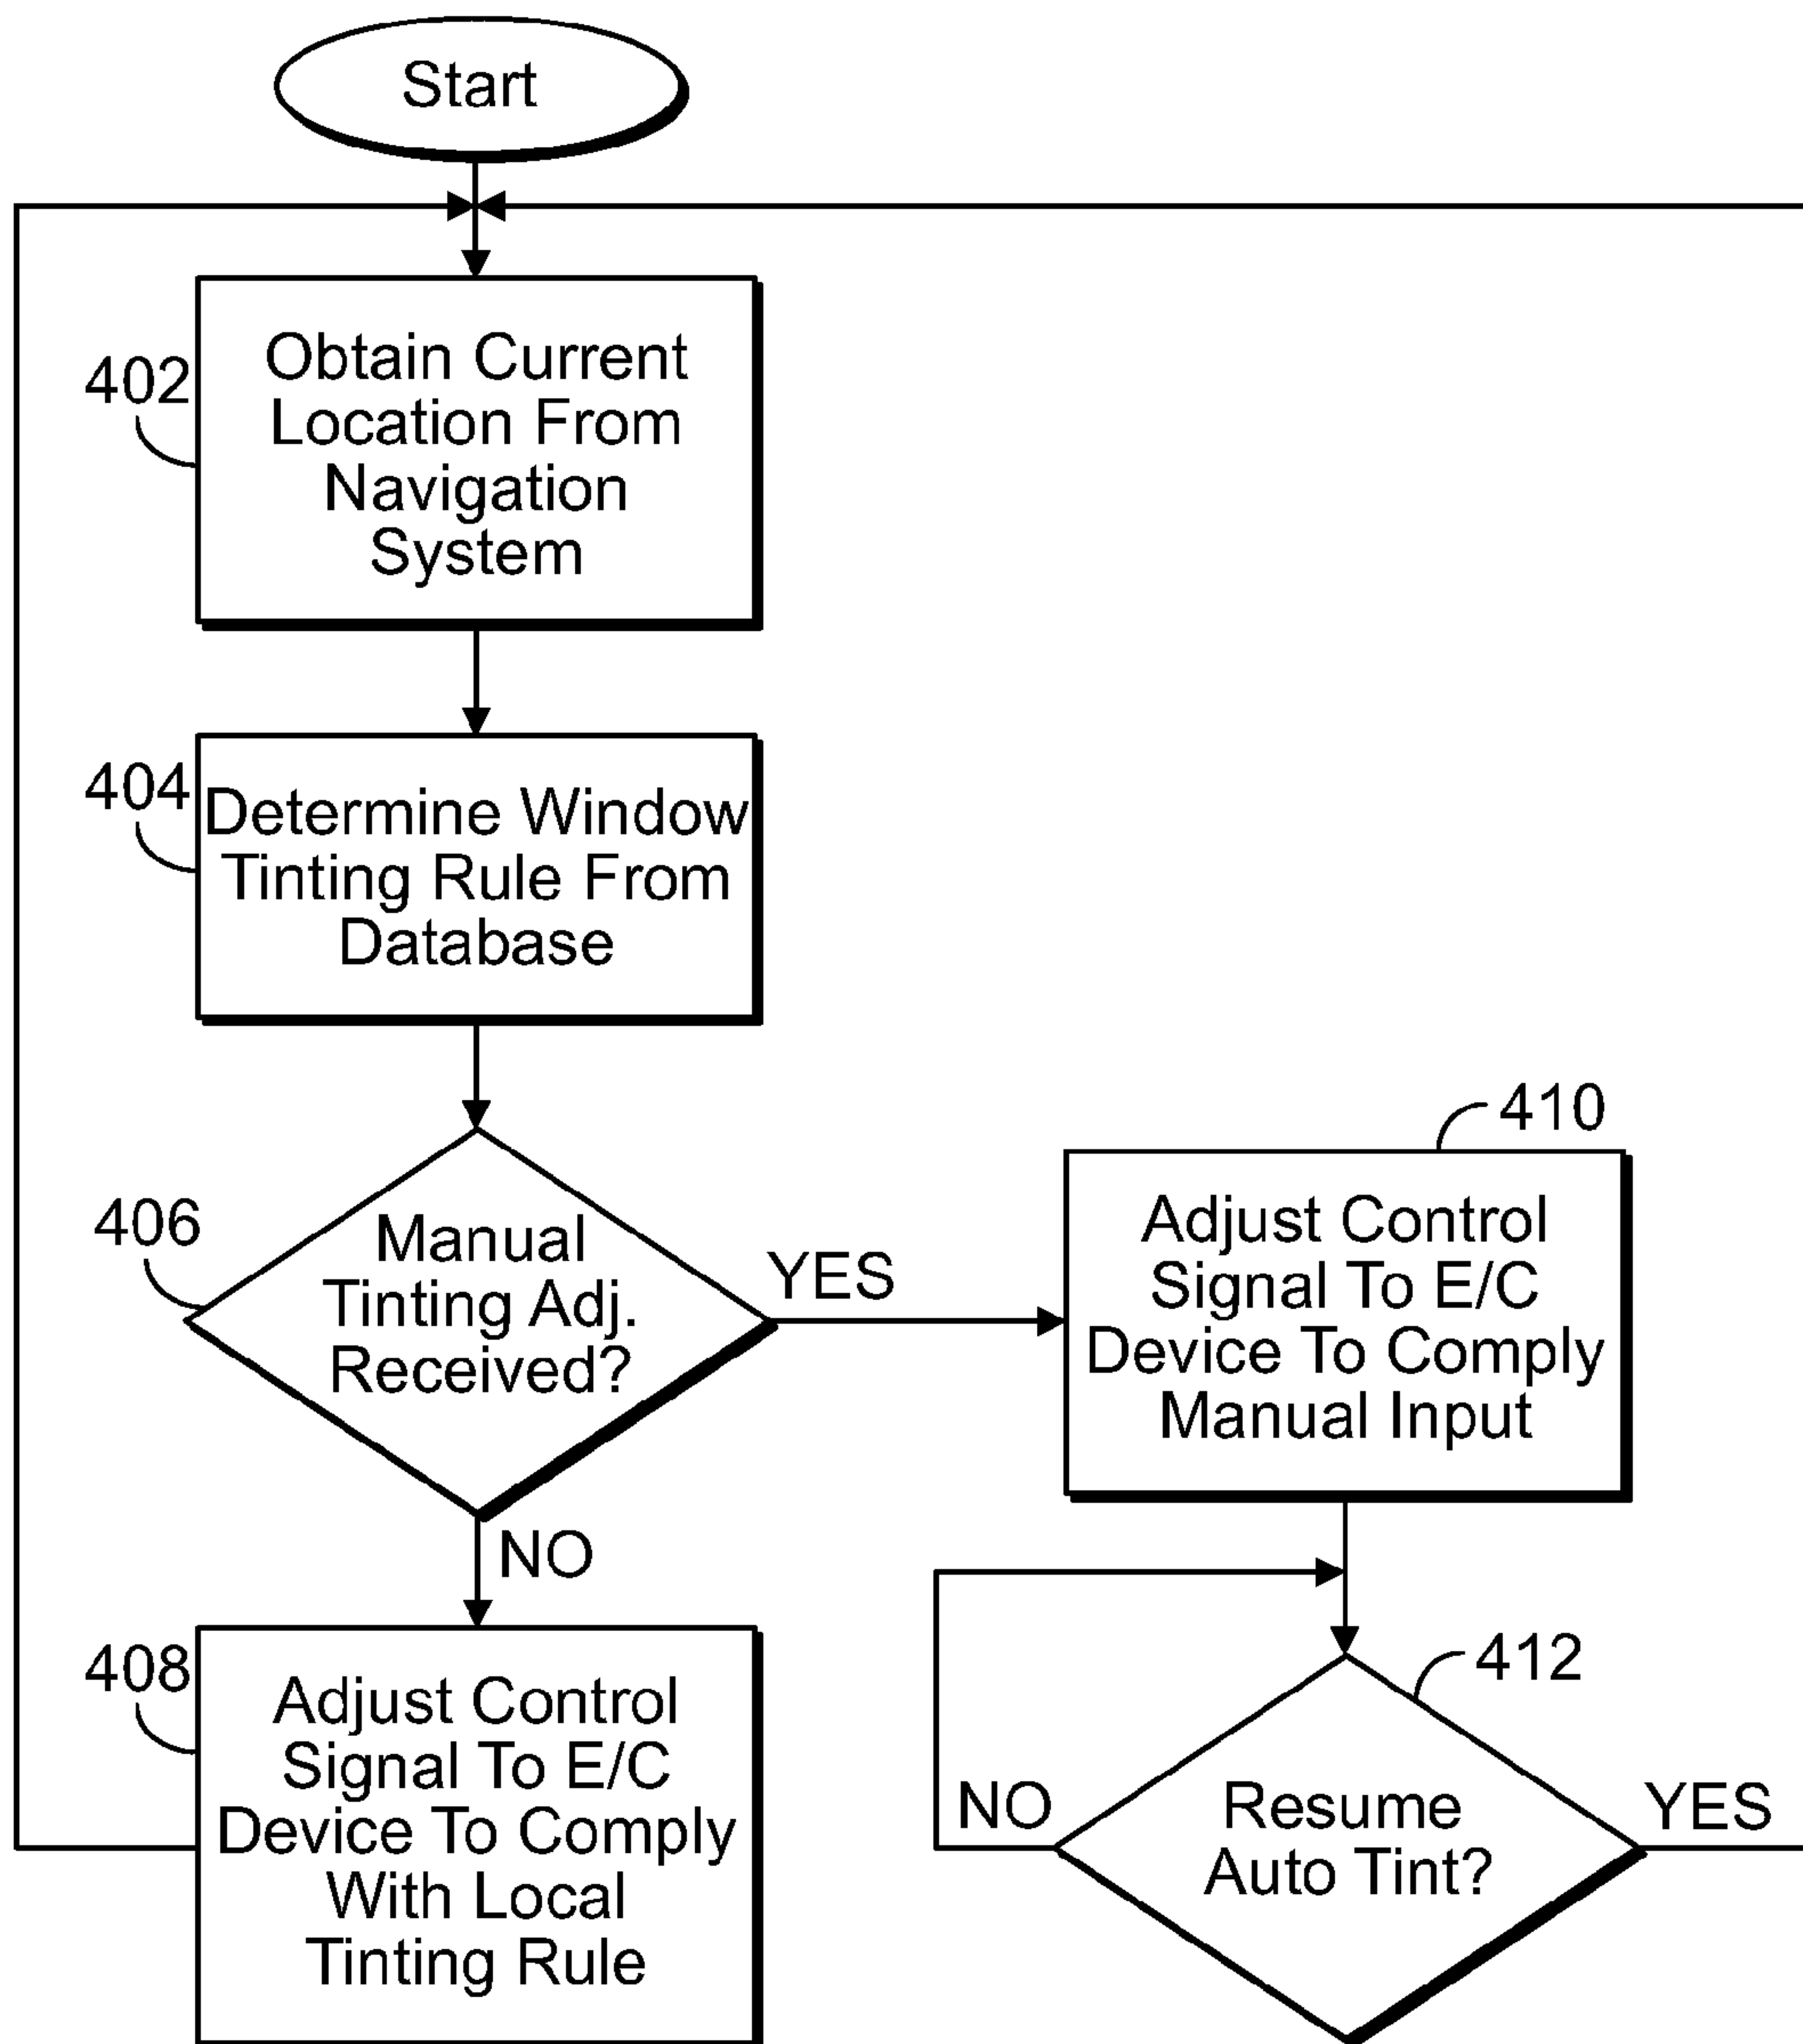 Start
402
Obtain Current
Location From
Navigation
System
404
Determine Window
Tinting Rule From
Database
406
Manual
Tinting Adj.
Received?
YES
NO
408
Adjust Control
Signal To E/C
Device To Comply
With Local
Tinting Rule
410
Adjust Control
Signal To E/C
Device To Comply
Manual Input
412
Resume
Auto Tint?
NO
YES